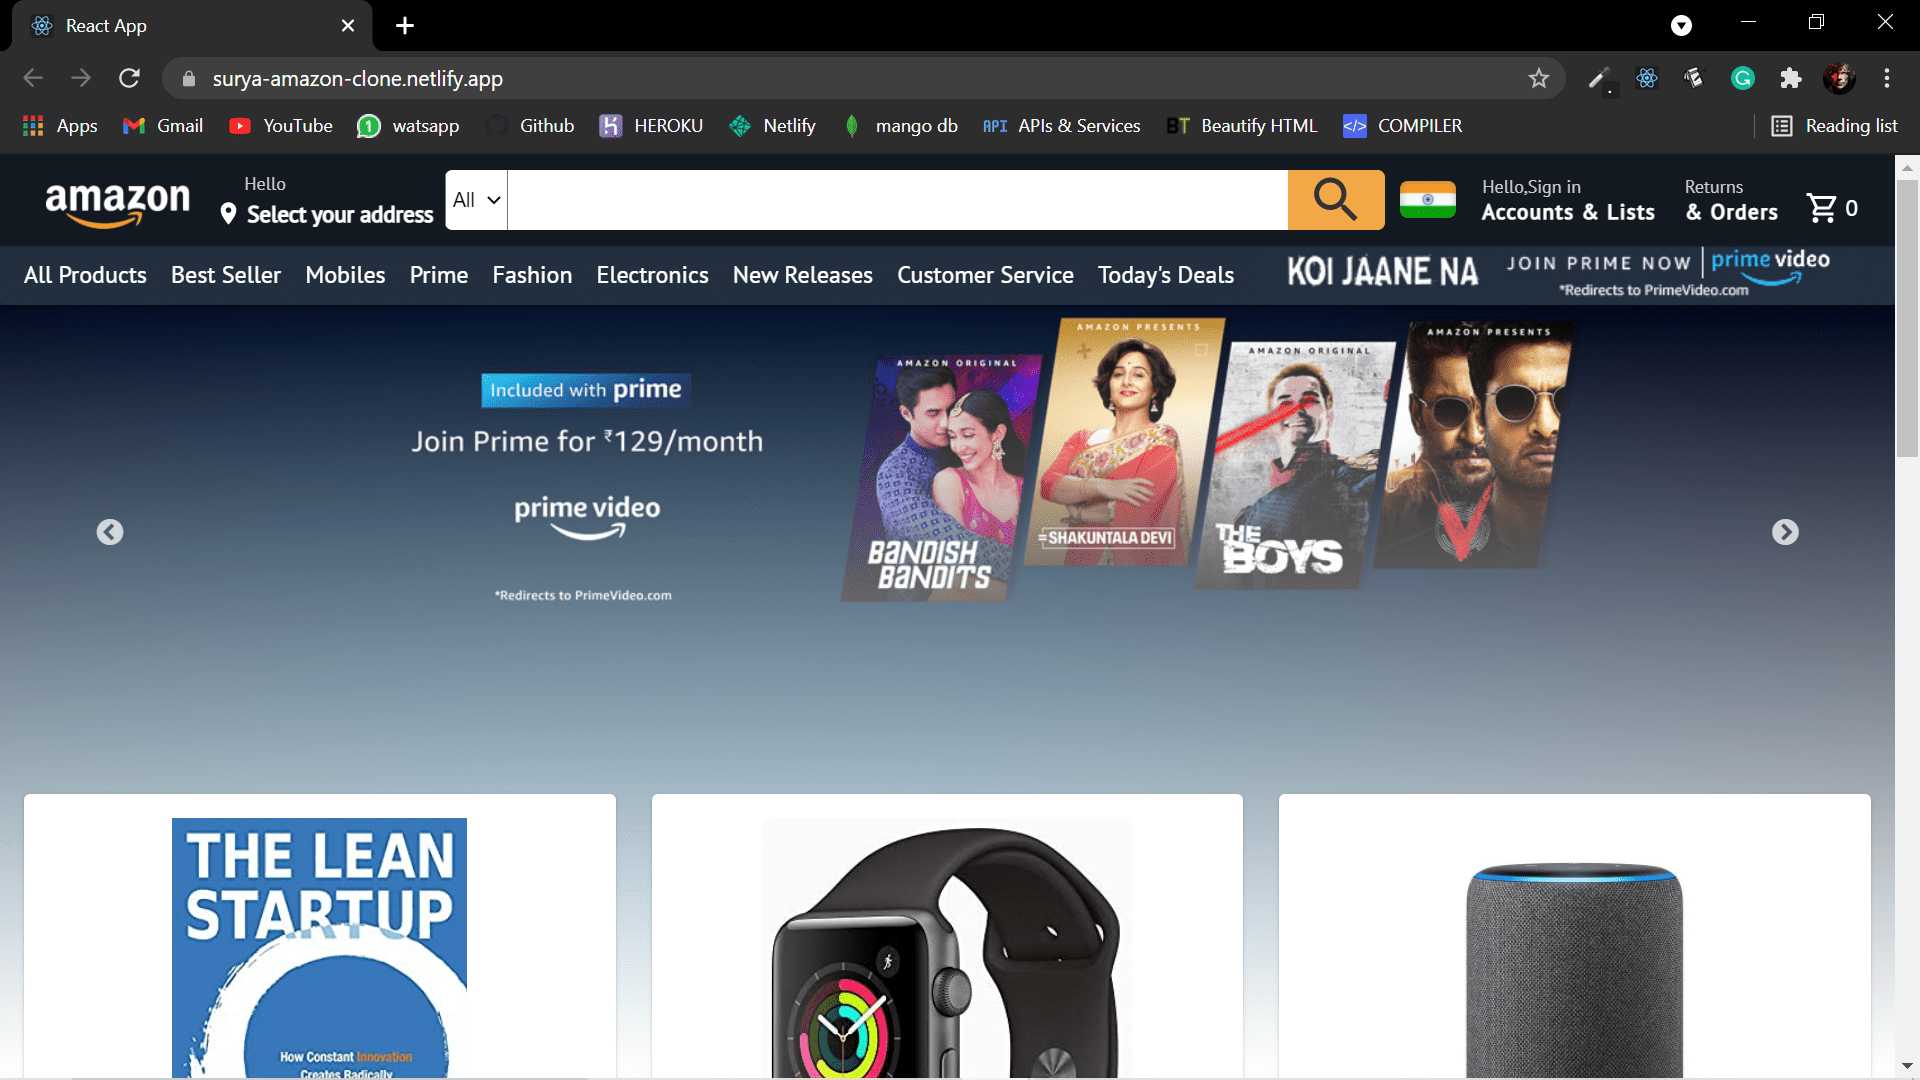 React App
surya-amazon-clone.netlify.app
Apps
Gmail
YouTube
1
watsapp
Github
HEROKU
Netlify
mango db
API
APIs & Services
BT
Beautify HTML
</>
COMPILER
Reading list
amazon
Hello
Select your address
All
Hello,Sign in
Accounts & Lists
Returns
& Orders
0
All Products
Best Seller
Mobiles
Prime
Fashion
Electronics
New Releases
Customer Service
Today's Deals
KOI JAANE NA
JOIN PRIME NOW
prime video
*Redirects to PrimeVideo.com
Included with prime
Join Prime for ₹129/month
prime video
*Redirects to PrimeVideo.com
AMAZON ORIGINAL
BANDISH
BANDITS
AMAZON PRESENTS
=SHAKUNTALA DEVI
AMAZON ORIGINAL
THE
BOYS
AMAZON PRESENTS
V
THE LEAN
STARTUP
How Constant Innovation
Creates Radically